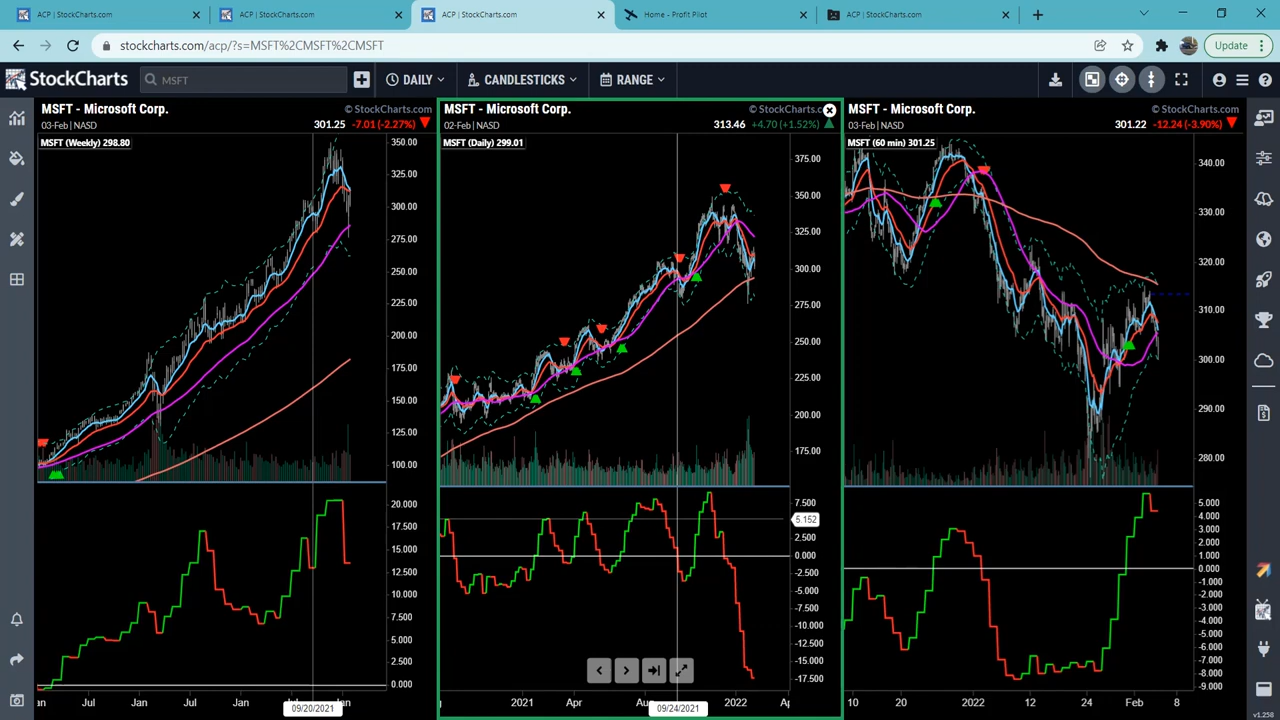 ACP | StockCharts.com
ACP | StockCharts.com
ACP | StockCharts.com
Home - Profit Pilot
ACP | StockCharts.com
stockcharts.com/acp/?s=MSFT%2CMSFT%2CMSFT
Update
StockCharts
MSFT
DAILY
CANDLESTICKS
RANGE
MSFT - Microsoft Corp.
© StockCharts.com
03-Feb | NASD
301.25 -7.01 (-2.27%)
MSFT (Weekly) 298.80
350.00
325.00
300.00
275.00
250.00
225.00
200.00
175.00
150.00
125.00
100.00
20.000
17.500
15.000
12.500
10.000
7.500
5.000
2.500
0.000
Jul
Jan
Jul
Jan
Jul
Jan
09/20/2021
MSFT - Microsoft Corp.
© StockCharts.c
02-Feb | NASD
313.46 +4.70 (+1.52%)
MSFT (Daily) 299.01
375.00
350.00
325.00
300.00
275.00
250.00
225.00
200.00
175.00
7.500
5.152
2.500
0.000
-2.500
-5.000
-7.500
-10.000
-12.500
-15.000
-17.500
2021
Apr
2022
09/24/2021
MSFT - Microsoft Corp.
© StockCharts.com
03-Feb | NASD
301.22 -12.24 (-3.90%)
MSFT (60 min) 301.25
340.00
330.00
320.00
310.00
300.00
290.00
280.00
5.000
4.000
3.000
2.000
1.000
0.000
-1.000
-2.000
-3.000
-4.000
-5.000
-6.000
-7.000
-8.000
-9.000
10
20
2022
12
24
Feb
8
v1.258